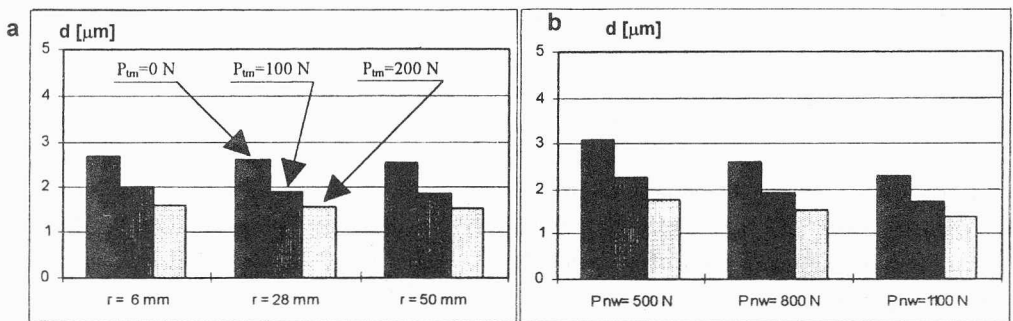 a
d [μm]
5
4
3
2
1
0
P_tm=0 N
P_tm=100 N
P_tm=200 N
r = 6 mm
r = 28 mm
r = 50 mm
b
d [μm]
5
4
3
2
1
0
Pnw= 500 N
Pnw= 800 N
Pnw=1100 N